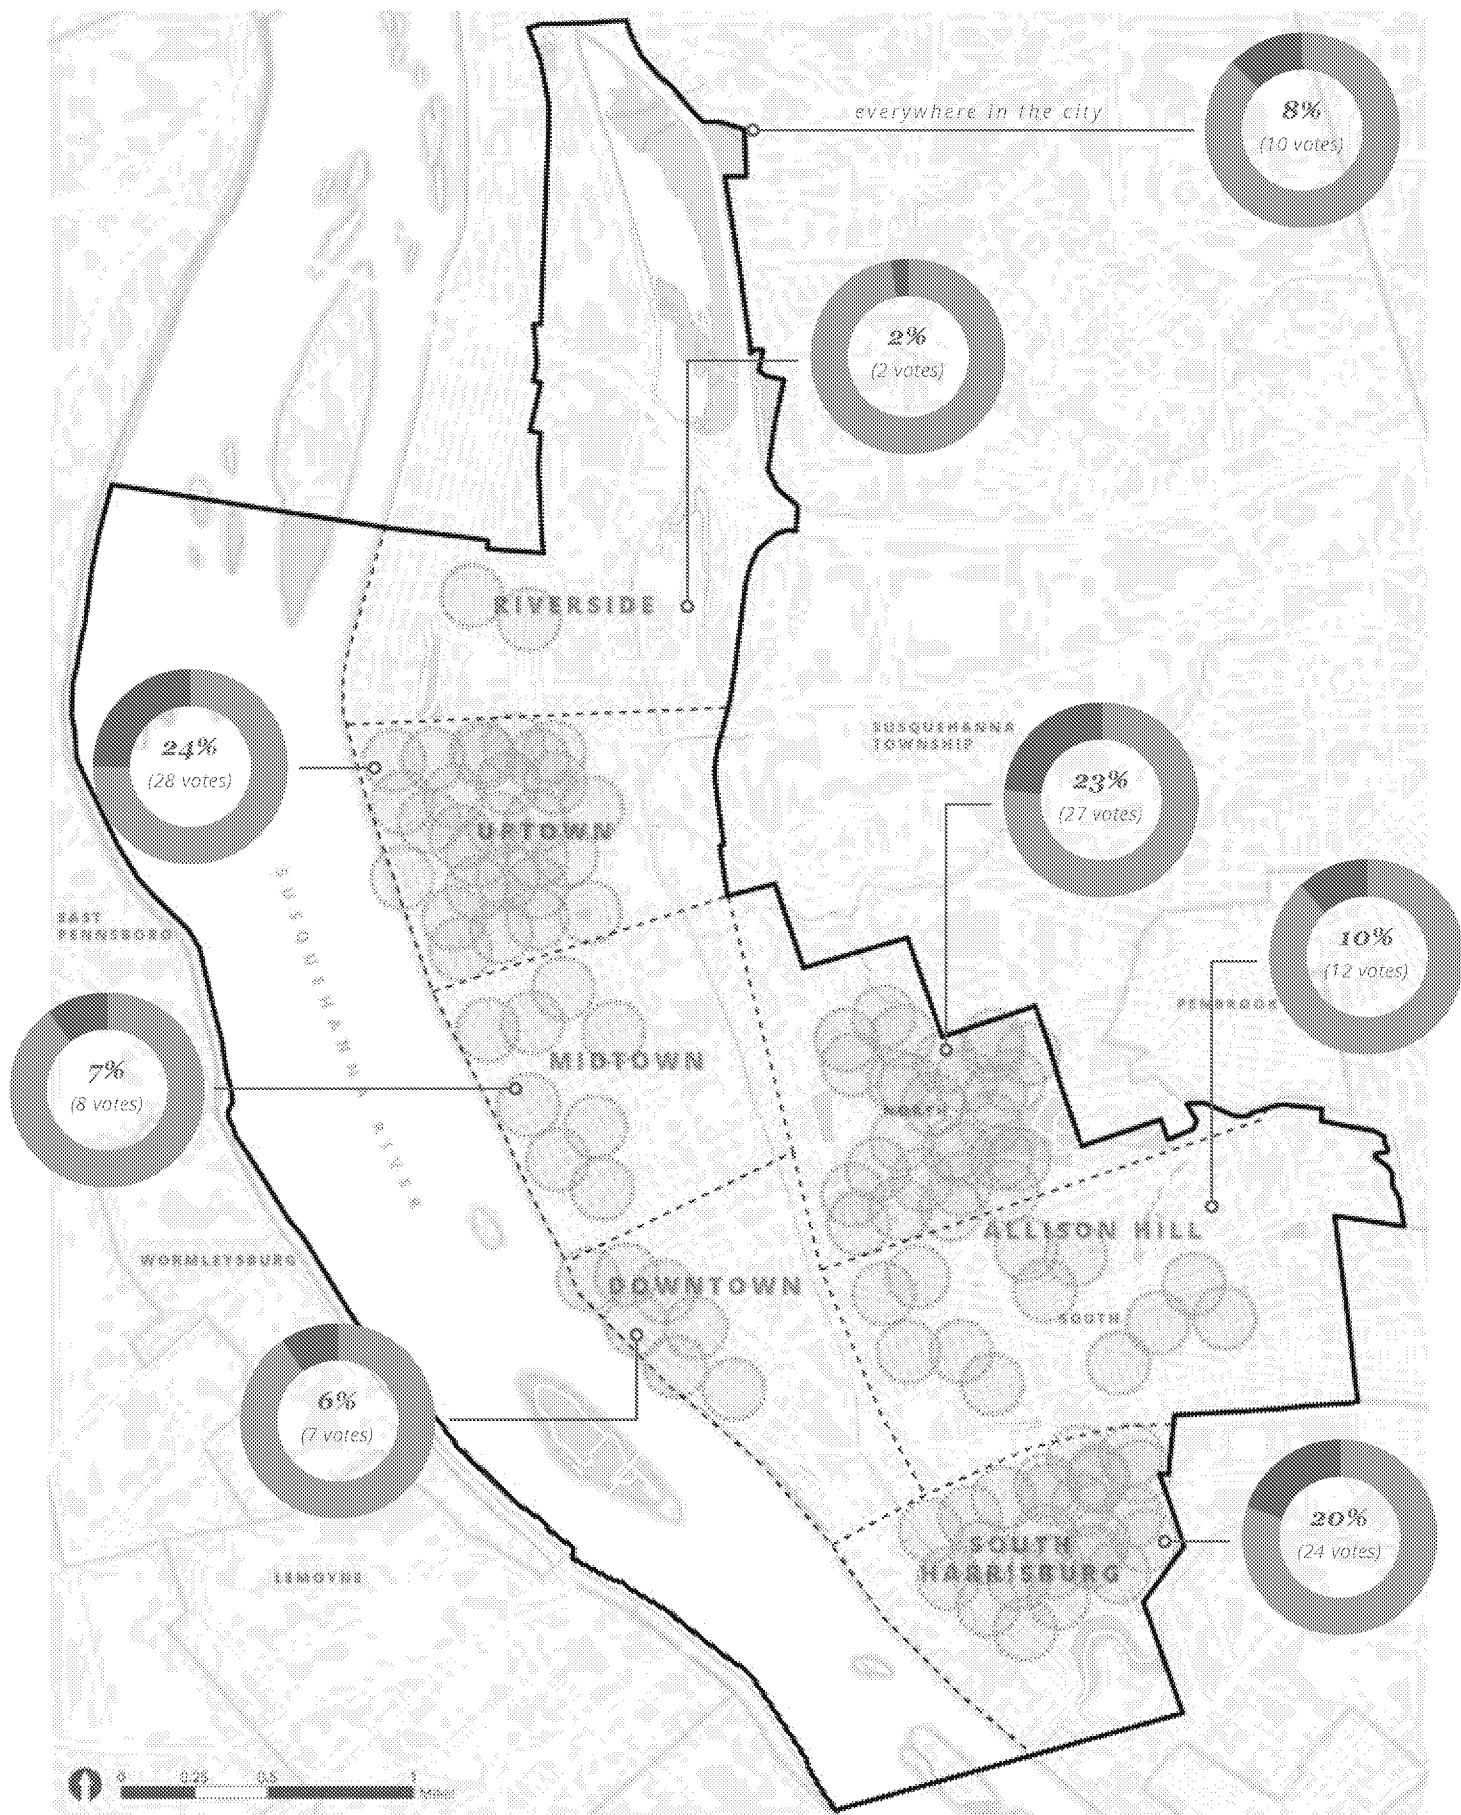 everywhere in the city
8%
(10 votes)
2%
(2 votes)
RIVERSIDE
24%
(28 votes)
SUSQUEHANNA
TOWNSHIP
23%
(27 votes)
UPTOWN
EAST
PENNSBORO
SUSQUEHANNA RIVER
10%
(12 votes)
PENBROOK
7%
(8 votes)
MIDTOWN
NORTH
ALLISON HILL
WORMLEYSBURG
DOWNTOWN
SOUTH
6%
(7 votes)
20%
(24 votes)
SOUTH
HARRISBURG
LEMOYNE
0 0.25 0.5 1
Miles